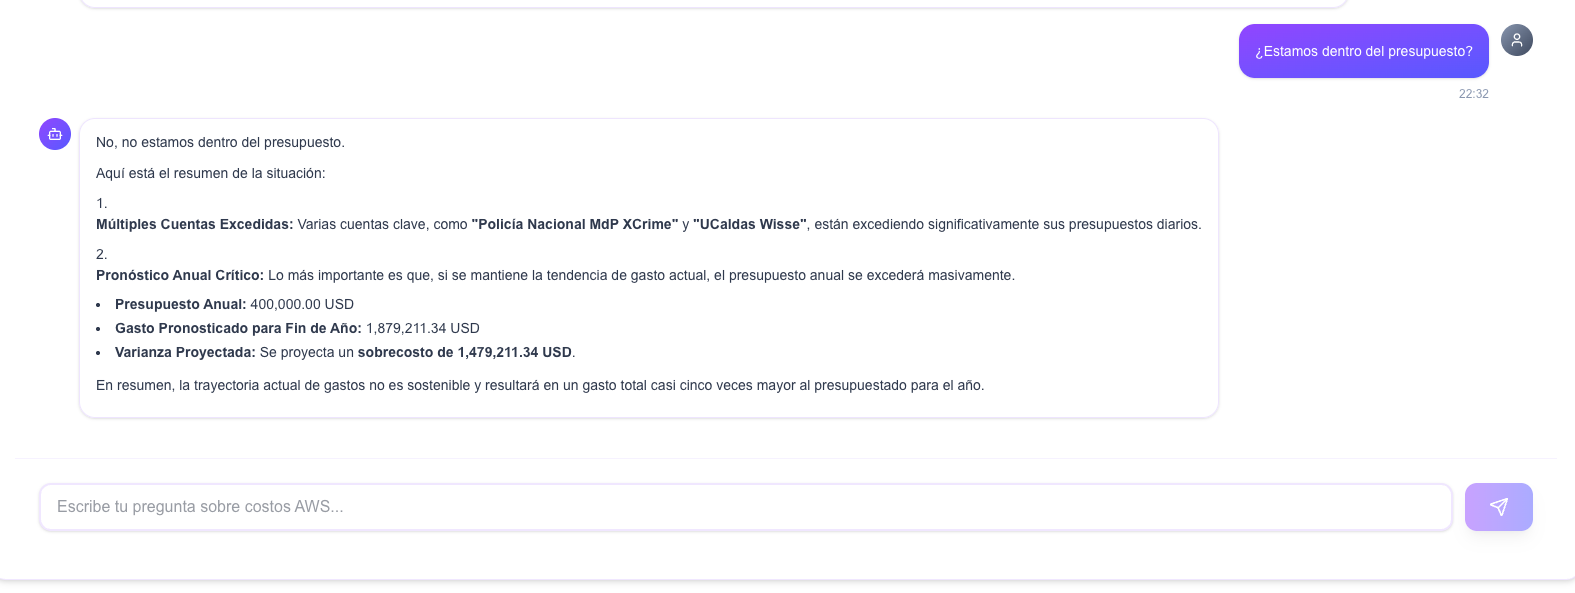 ¿Estamos dentro del presupuesto?
22:32
No, no estamos dentro del presupuesto.
Aquí está el resumen de la situación:
1.
Múltiples Cuentas Excedidas: Varias cuentas clave, como "Policía Nacional MdP XCrime" y "UCaldas Wisse", están excediendo significativamente sus presupuestos diarios.
2.
Pronóstico Anual Crítico: Lo más importante es que, si se mantiene la tendencia de gasto actual, el presupuesto anual se excederá masivamente.
• Presupuesto Anual: 400,000.00 USD
• Gasto Pronosticado para Fin de Año: 1,879,211.34 USD
• Varianza Proyectada: Se proyecta un sobrecosto de 1,479,211.34 USD.
En resumen, la trayectoria actual de gastos no es sostenible y resultará en un gasto total casi cinco veces mayor al presupuestado para el año.
Escribe tu pregunta sobre costos AWS...